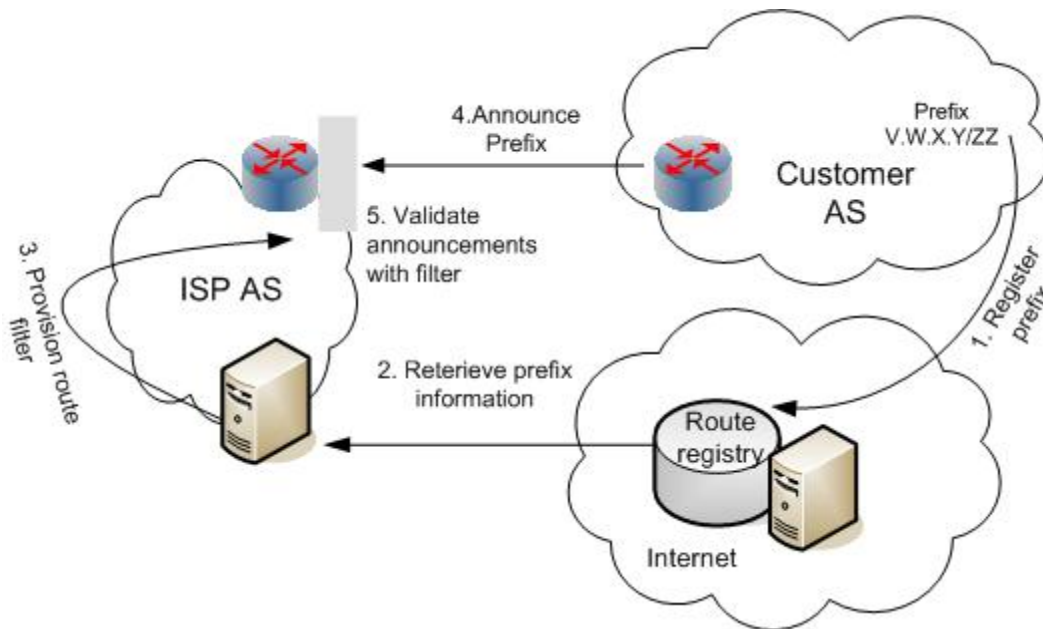 4.Announce
Prefix
Prefix
V.W.X.Y/ZZ
Customer
AS
5. Validate
announcements
with filter
ISP AS
3. Provision route
filter
1. Register
prefix
2. Reterieve prefix
information
Route
registry
Internet